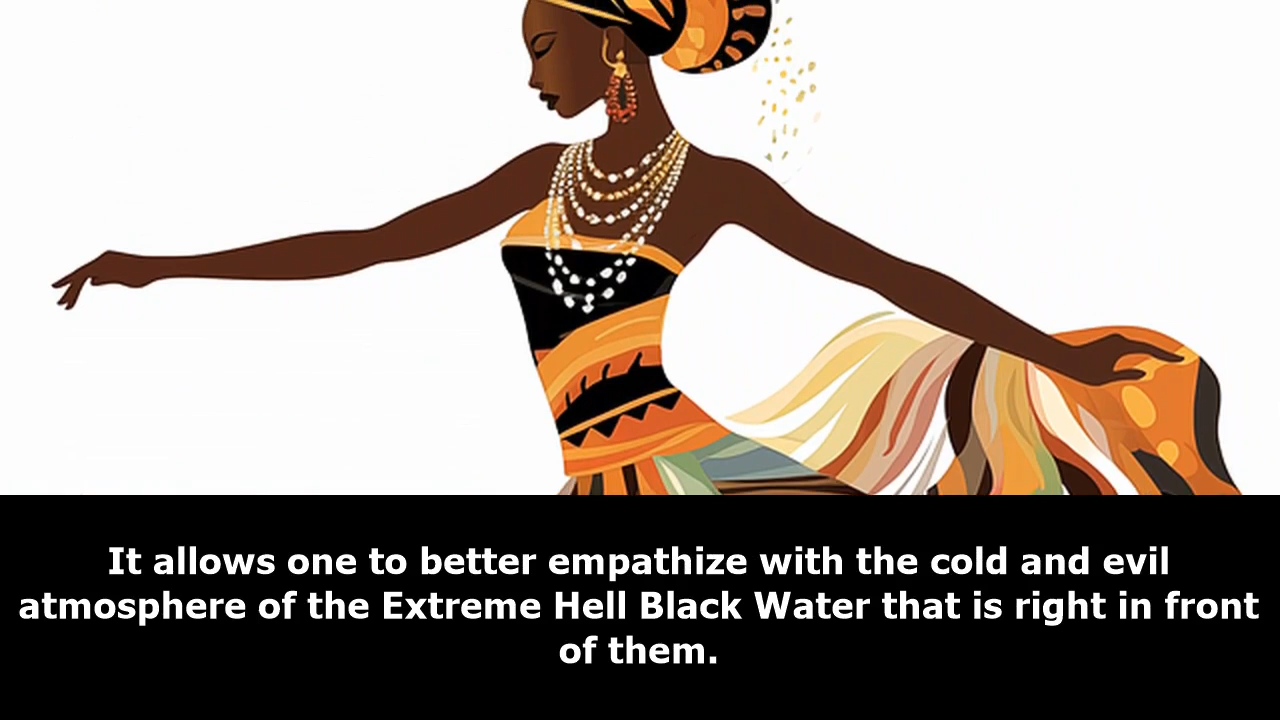 It allows one to better empathize with the cold and evil
atmosphere of the Extreme Hell Black Water that is right in front
of them.